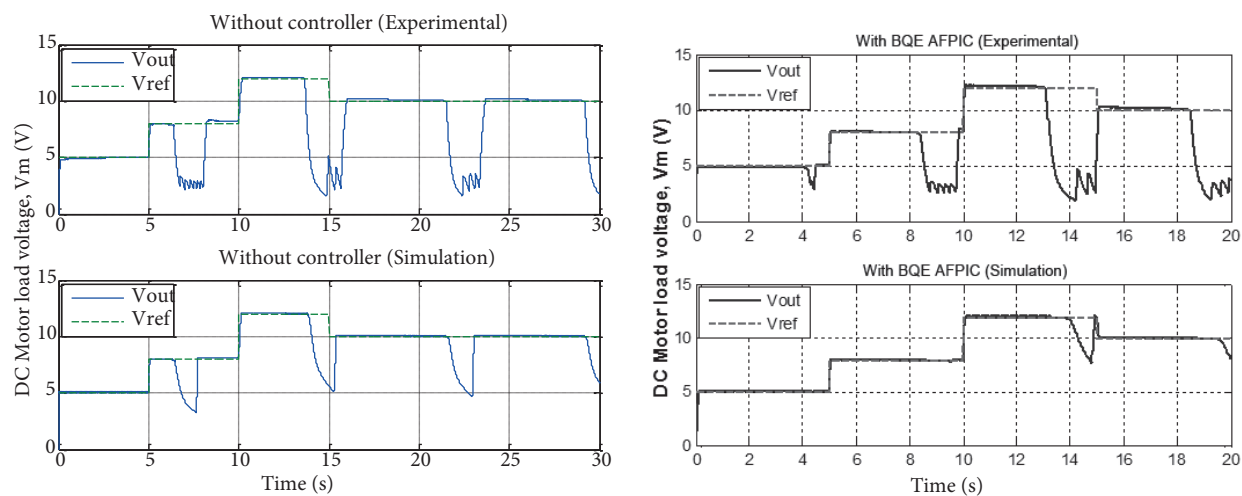 Without controller (Experimental)
15
10
5
0
Vout
Vref
0 5 10 15 20 25 30
Without controller (Simulation)
15
10
5
0
Vout
Vref
0 5 10 15 20 25 30
Time (s)
DC Motor load voltage, Vm (V)
With BQE AFPIC (Experimental)
15
10
5
0
Vout
Vref
0 2 4 6 8 10 12 14 16 18 20
With BQE AFPIC (Simulation)
15
10
5
0
Vout
Vref
0 2 4 6 8 10 12 14 16 18 20
Time (s)
DC Motor load voltage, Vm (V)